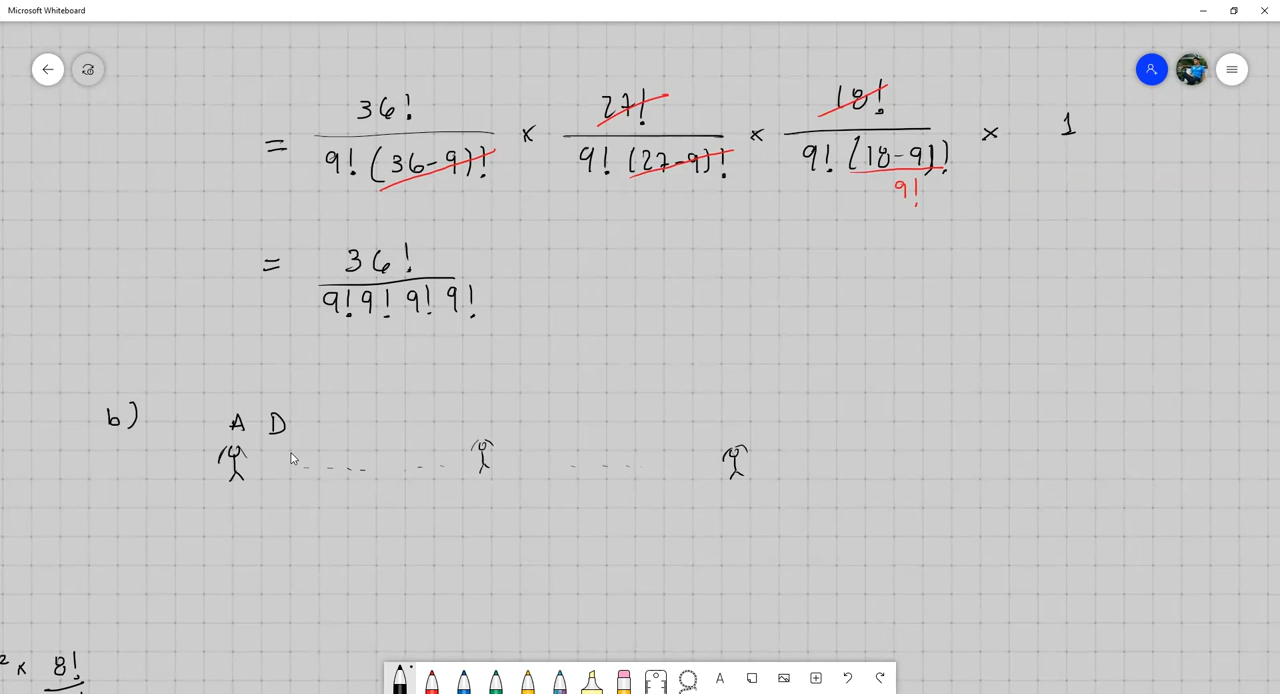 Microsoft Whiteboard
= 36! / 9! (36-9)! × 27! / 9! (27-9)! × 18! / 9! (18-9)! × 1
9!
= 36! / 9! 9! 9! 9!
b) A D
2 × 8!
A